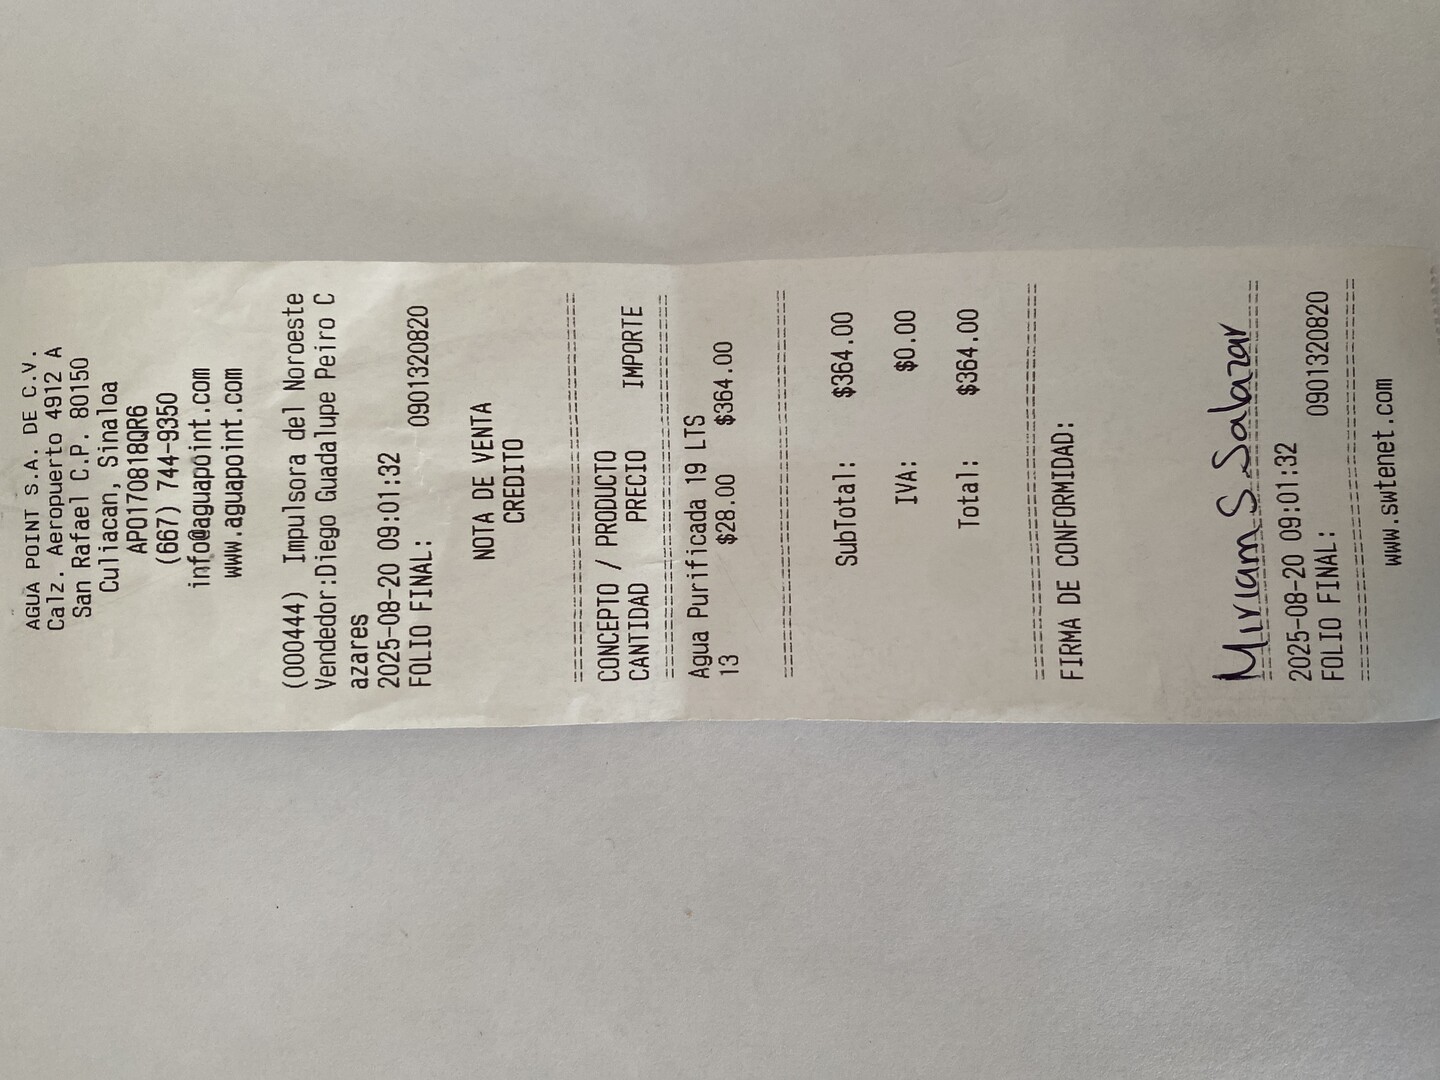 AGUA POINT S.A. DE C.V.
Calz. Aeropuerto 4912 A
San Rafael C.P. 80150
Culiacan, Sinaloa
APO170818QR6
(667) 744-9350
info@aguapoint.com
www.aguapoint.com
(000444) Impulsora del Noroeste
Vendedor:Diego Guadalupe Peiro C
azares
2025-08-20 09:01:32
FOLIO FINAL: 0901320820
NOTA DE VENTA
CREDITO
================================
CONCEPTO / PRODUCTO
CANTIDAD PRECIO IMPORTE
================================
Agua Purificada 19 LTS
13 $28.00 $364.00
================================
SubTotal: $364.00
IVA: $0.00
Total: $364.00
================================
FIRMA DE CONFORMIDAD:
Miriam S. Salazar
================================
2025-08-20 09:01:32
FOLIO FINAL: 0901320820
================================
www.swtenet.com